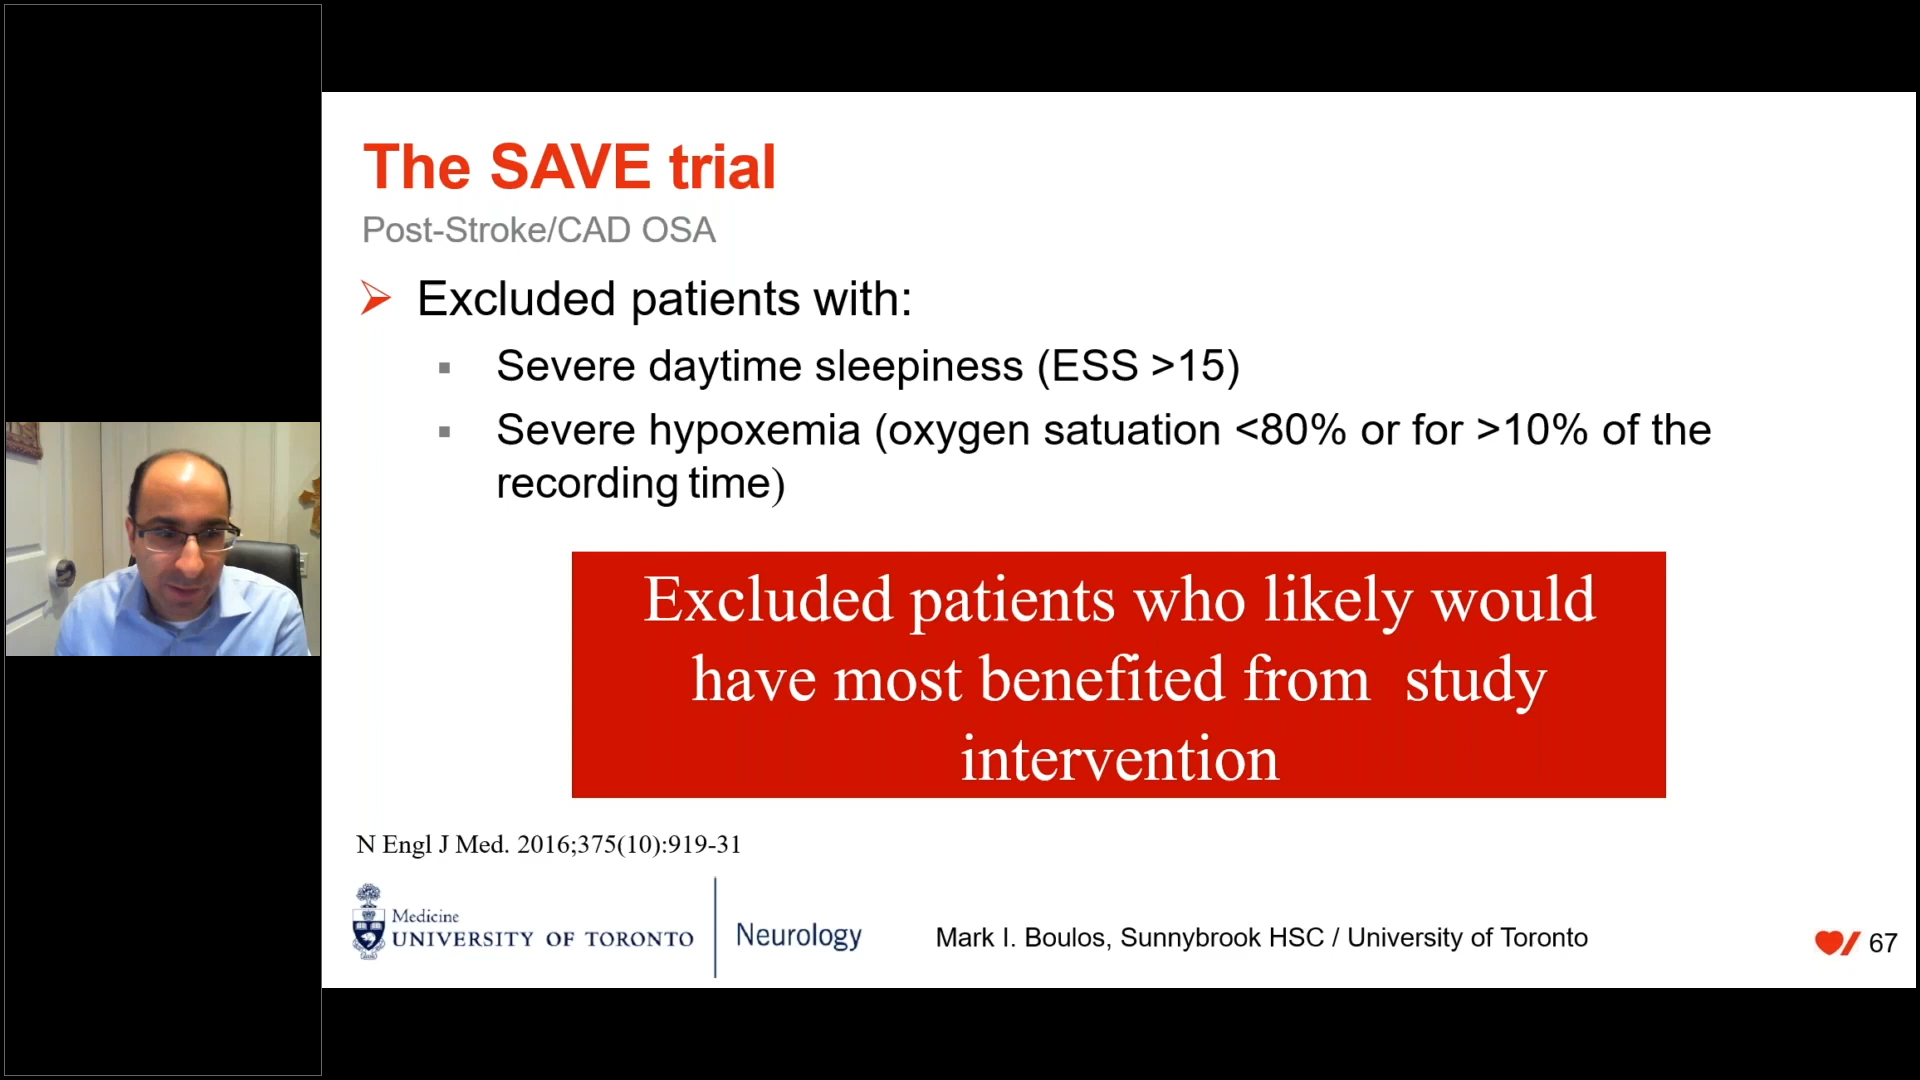 The SAVE trial
Post-Stroke/CAD OSA
Excluded patients with:
Severe daytime sleepiness (ESS >15)
Severe hypoxemia (oxygen satuation <80% or for >10% of the
recording time)
Excluded patients who likely would
have most benefited from  study
intervention
N Engl J Med. 2016;375(10):919-31
Medicine
UNIVERSITY OF TORONTO
Neurology
Mark I. Boulos, Sunnybrook HSC / University of Toronto
67